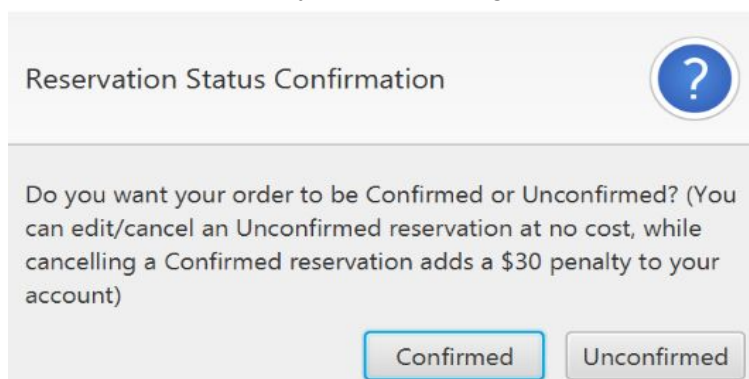 Reservation Status Confirmation
?
Do you want your order to be Confirmed or Unconfirmed? (You
can edit/cancel an Unconfirmed reservation at no cost, while
cancelling a Confirmed reservation adds a $30 penalty to your
account)
Confirmed Unconfirmed